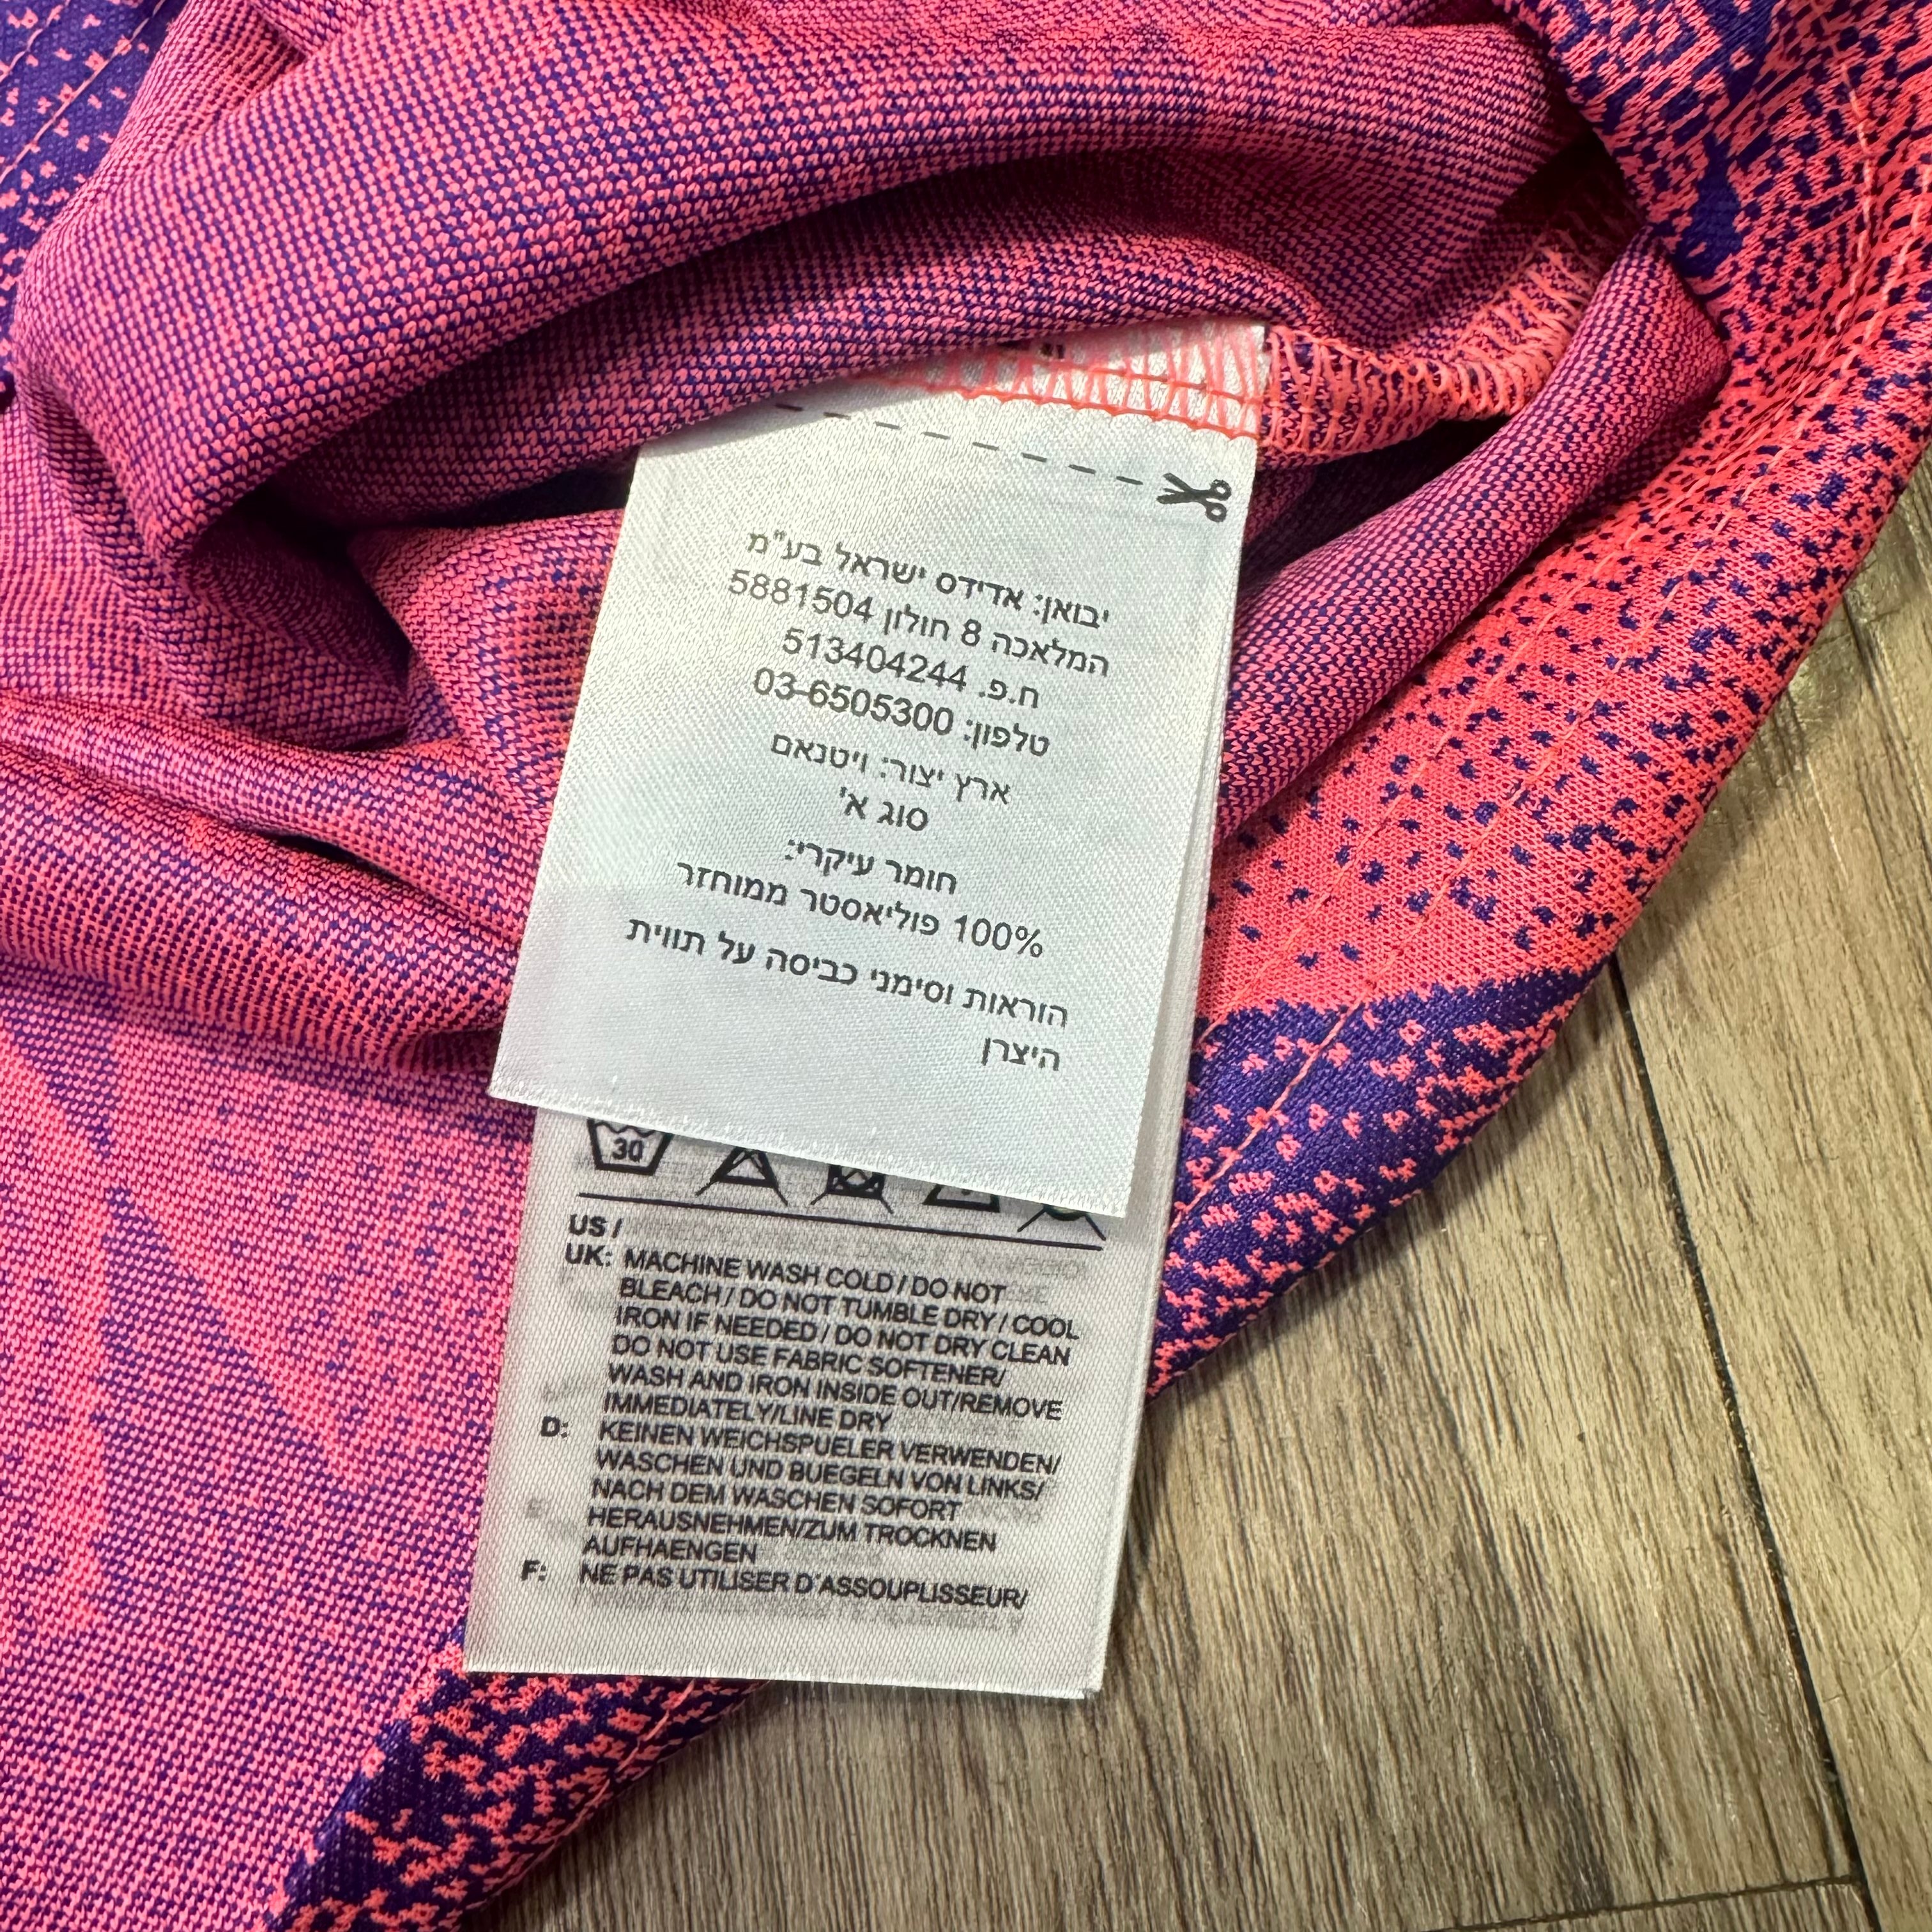 יבואן: אדידס ישראל בע"מ
המלאכה 8 חולון 5881504
ח.פ. 513404244
טלפון: 03-6505300
ארץ יצור: ויטנאם
סוג א'
חומר עיקרי:
100% פוליאסטר ממוחזר
הוראות וסימני כביסה על תווית
היצרן
30
US /
UK: MACHINE WASH COLD / DO NOT
BLEACH / DO NOT TUMBLE DRY / COOL
IRON IF NEEDED / DO NOT DRY CLEAN
DO NOT USE FABRIC SOFTENER/
WASH AND IRON INSIDE OUT/REMOVE
IMMEDIATELY/LINE DRY
D: KEINEN WEICHSPUELER VERWENDEN/
WASCHEN UND BUEGELN VON LINKS/
NACH DEM WASCHEN SOFORT
HERAUSNEHMEN/ZUM TROCKNEN
AUFHAENGEN
F: NE PAS UTILISER D'ASSOUPLISSEUR/